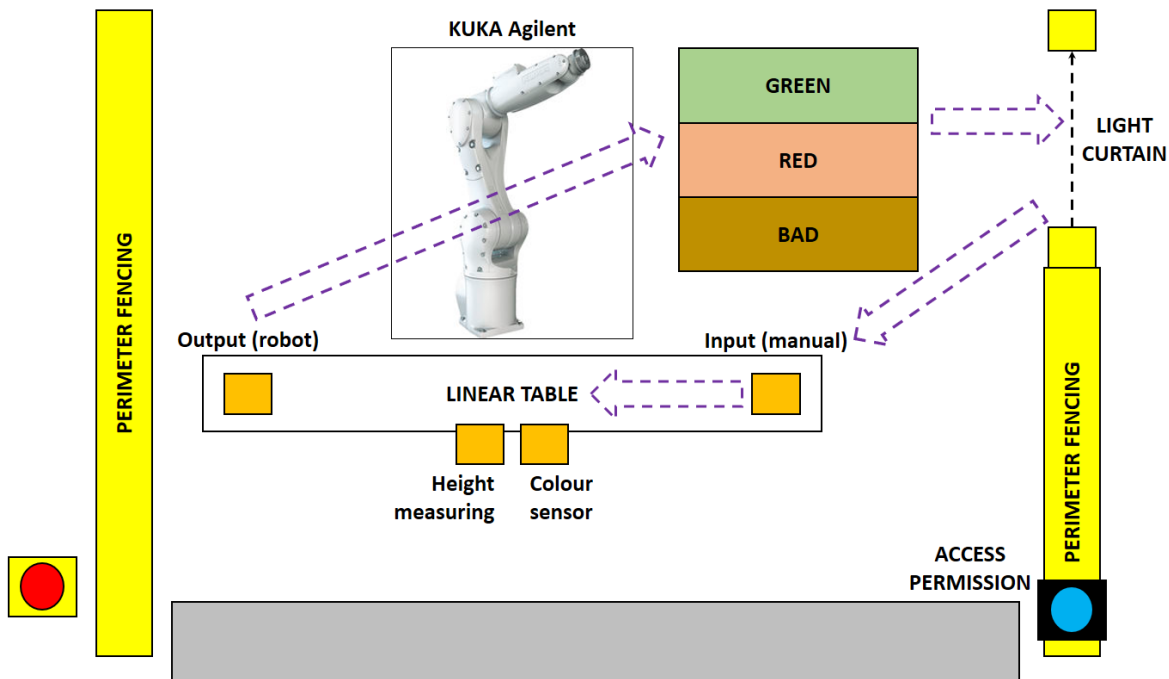 KUKA Agilent
GREEN
RED
BAD
LIGHT
CURTAIN
PERIMETER FENCING
Output (robot)
Input (manual)
LINEAR TABLE
Height
measuring
Colour
sensor
PERIMETER FENCING
ACCESS
PERMISSION